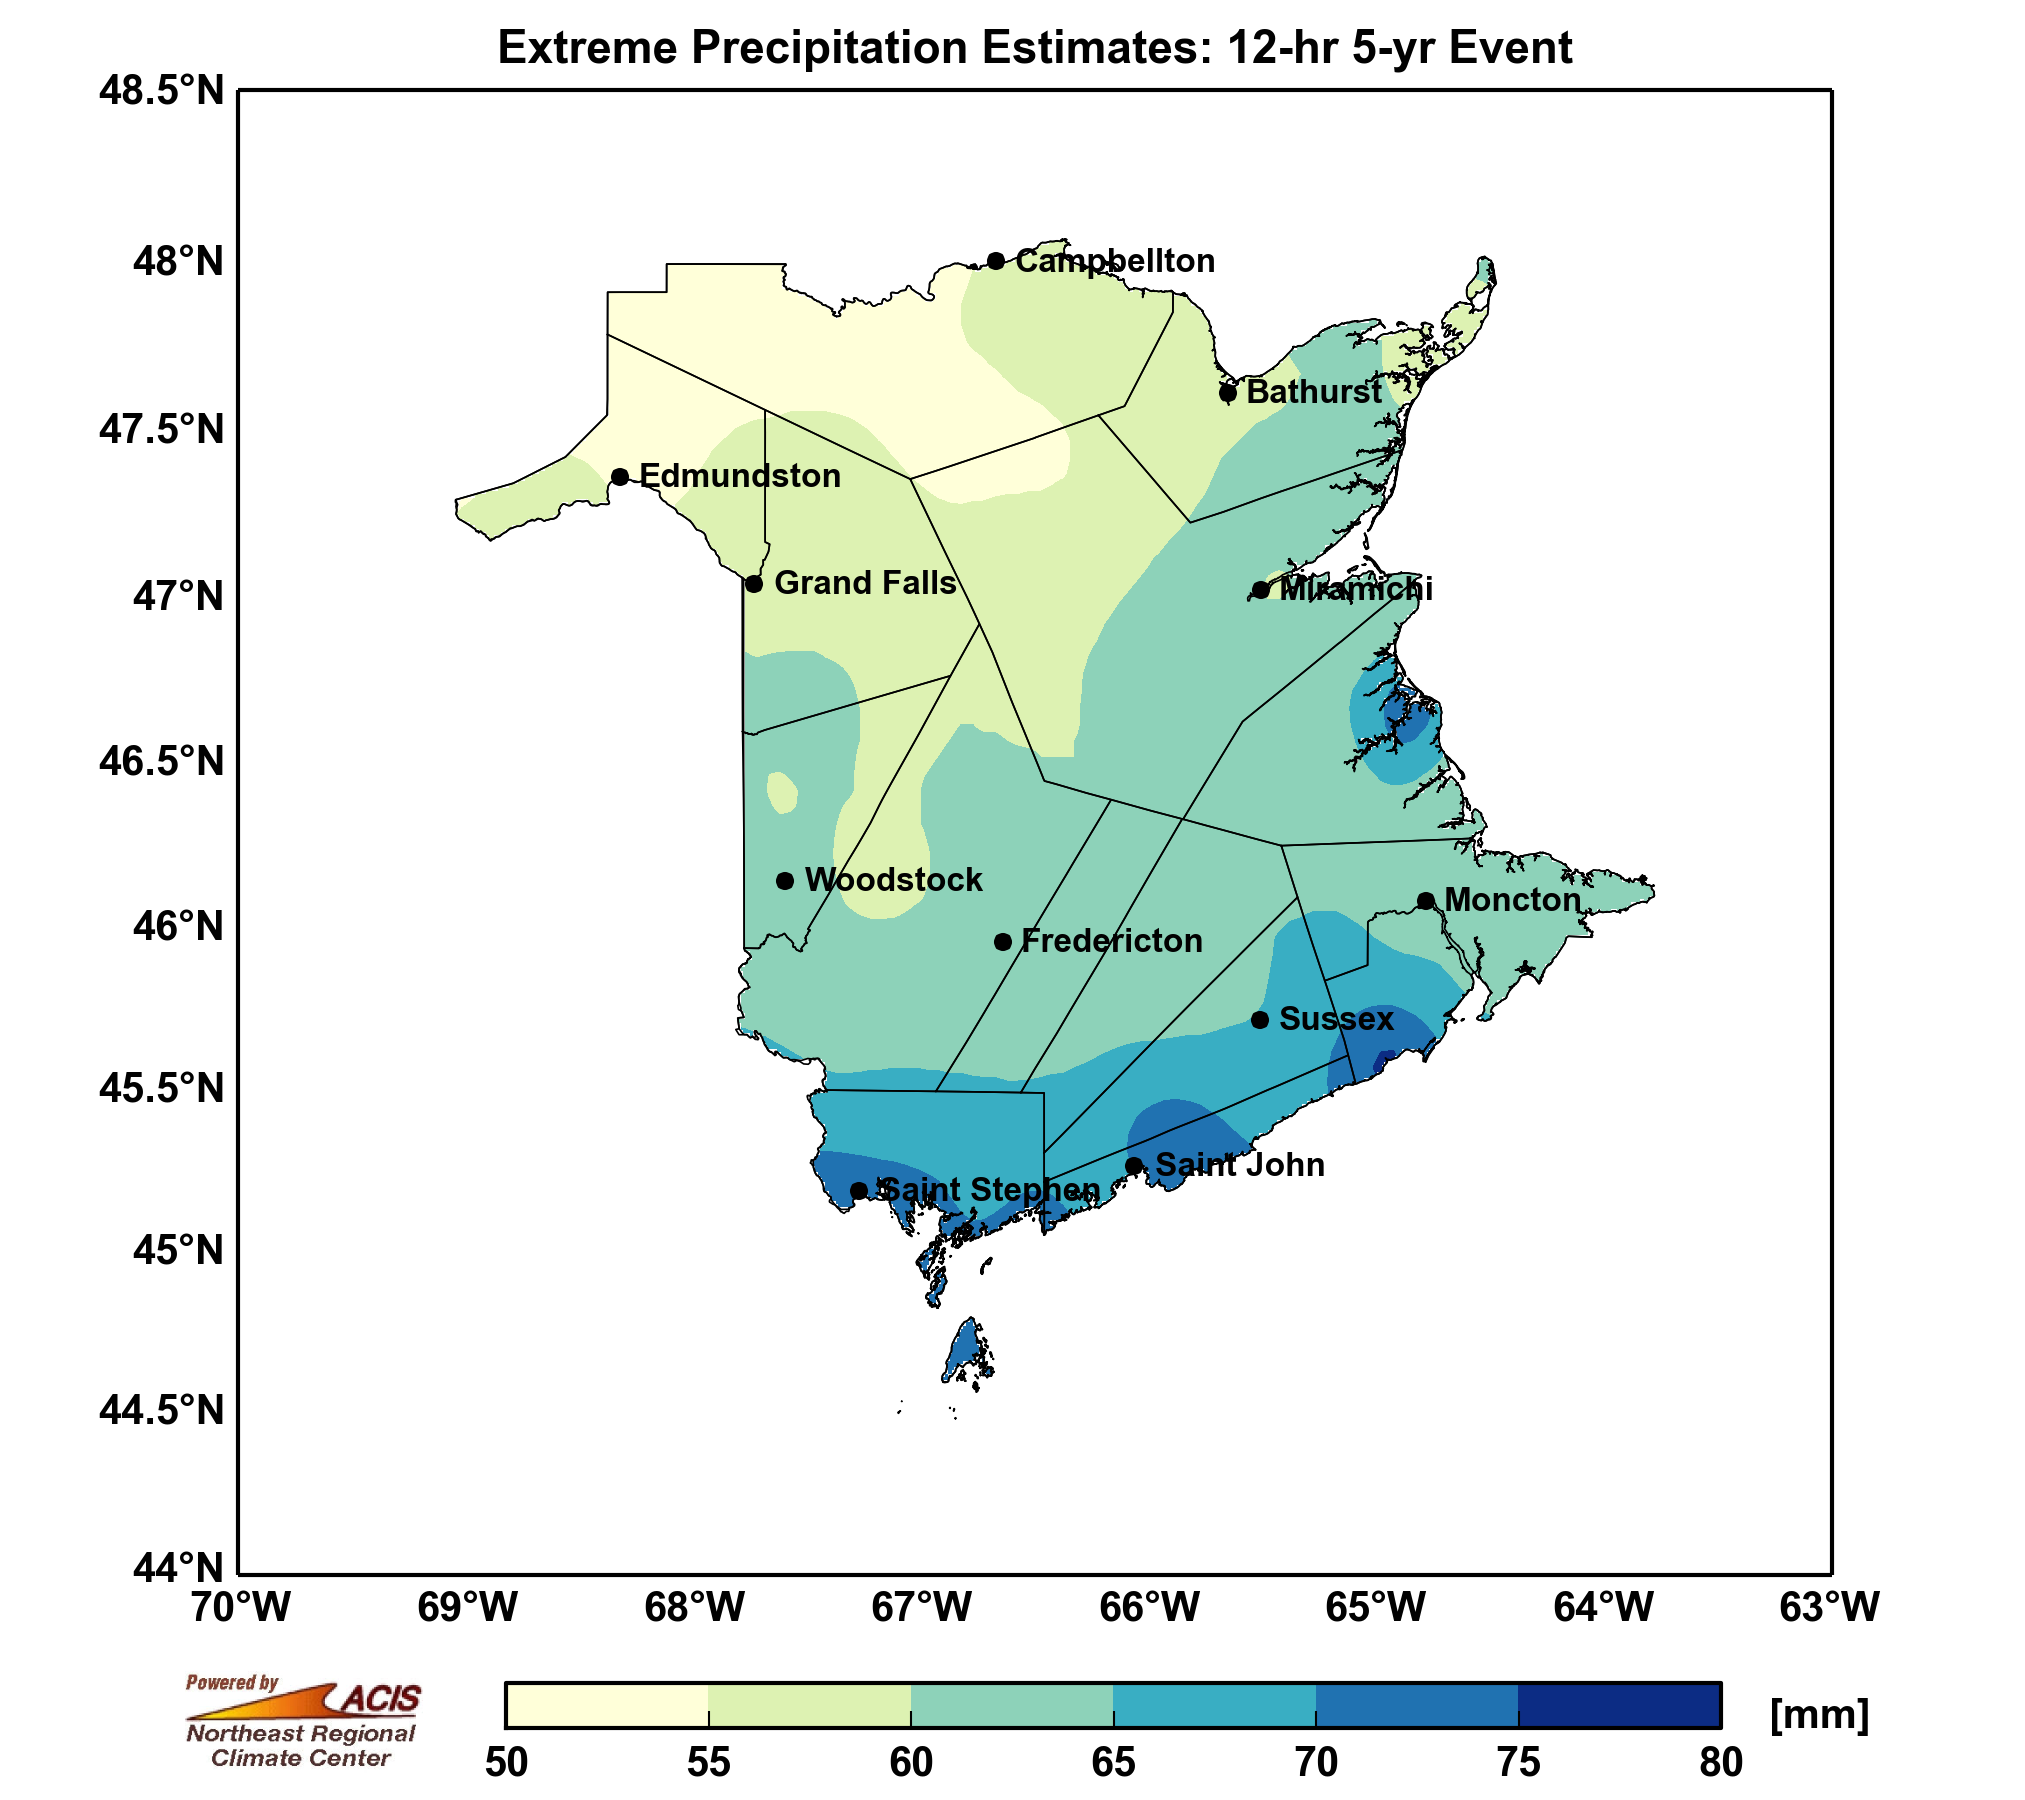 Extreme Precipitation Estimates: 12-hr 5-yr Event
48.5°N
48°N
47.5°N
47°N
46.5°N
46°N
45.5°N
45°N
44.5°N
44°N
Campbellton
Bathurst
Edmundston
Grand Falls
Miramichi
Woodstock
Moncton
Fredericton
Sussex
Saint John
Saint Stephen
70°W 69°W 68°W 67°W 66°W 65°W 64°W 63°W
Powered by
ACIS
Northeast Regional
Climate Center
[mm]
50 55 60 65 70 75 80